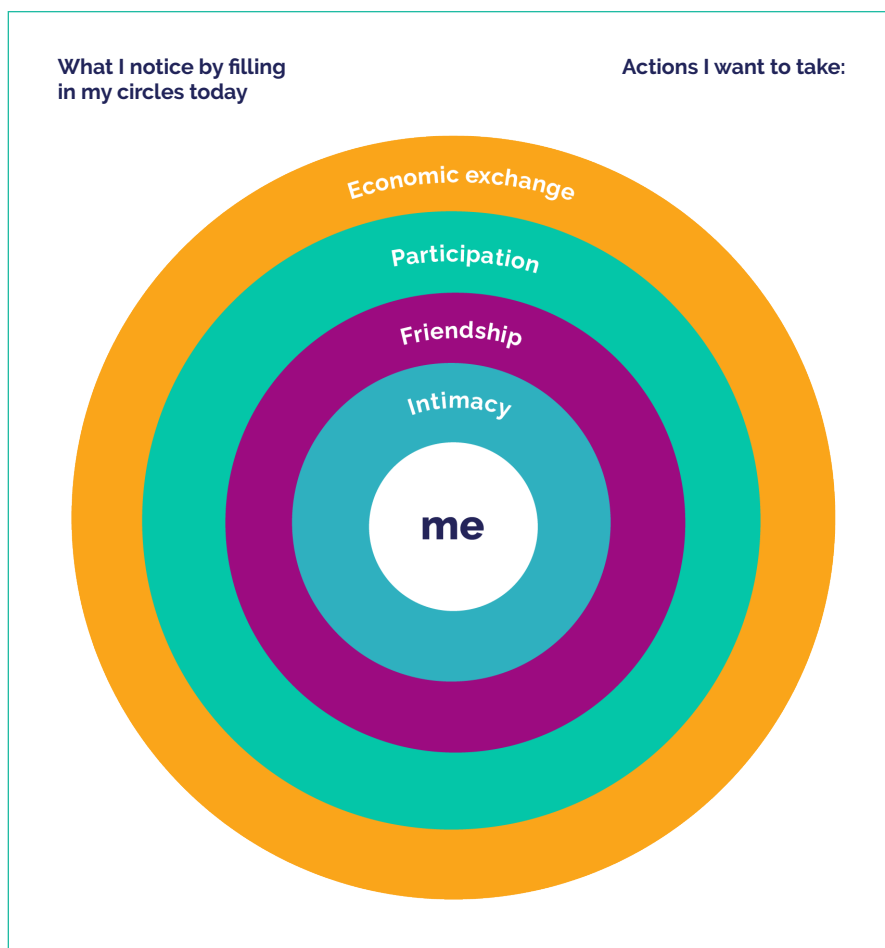 What I notice by filling
in my circles today
Actions I want to take:
Economic exchange
Participation
Friendship
Intimacy
me